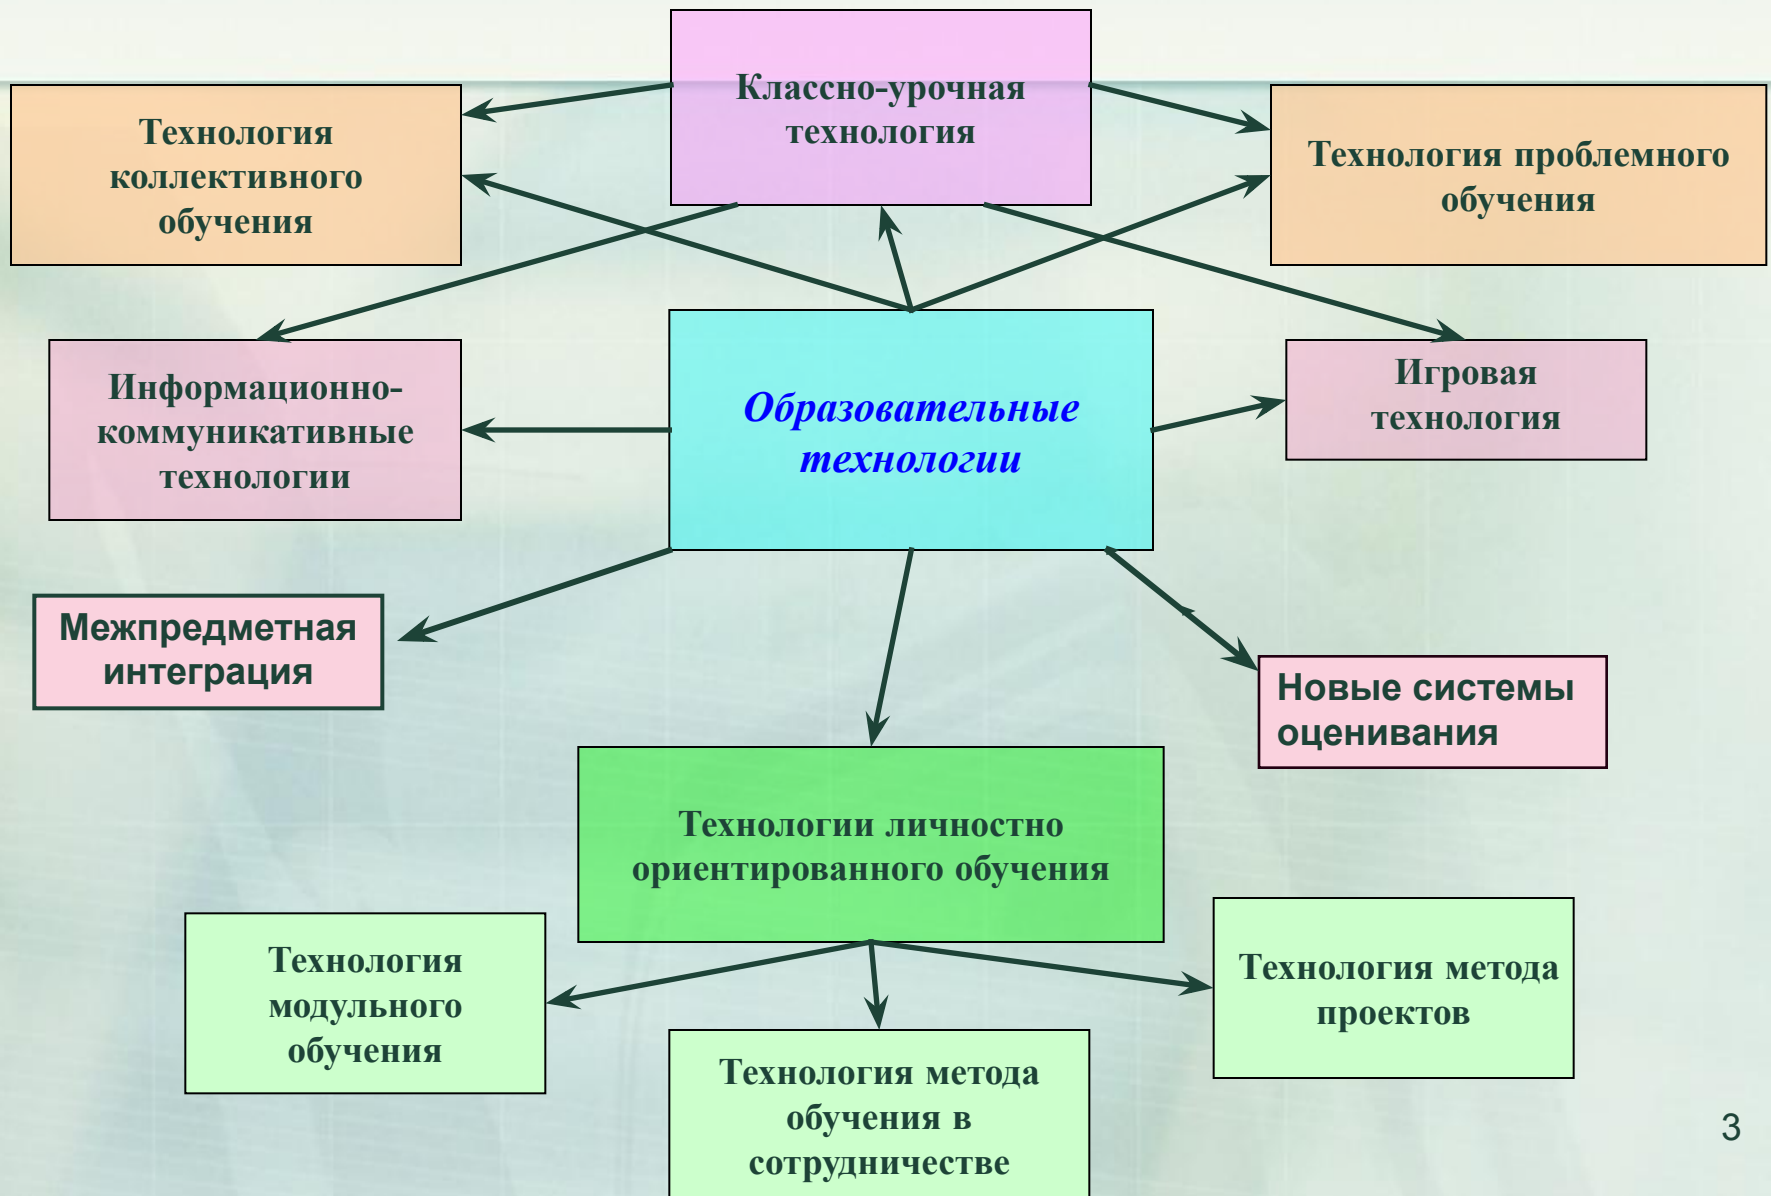 Классно-урочная
технология
Технология
коллективного
обучения
Технология проблемного
обучения
Информационно-
коммуникативные
технологии
Образовательные
технологии
Игровая
технология
Межпредметная
интеграция
Новые системы
оценивания
Технологии личностно
ориентированного обучения
Технология
модульного
обучения
Технология метода
обучения в
сотрудничестве
Технология метода
проектов
3